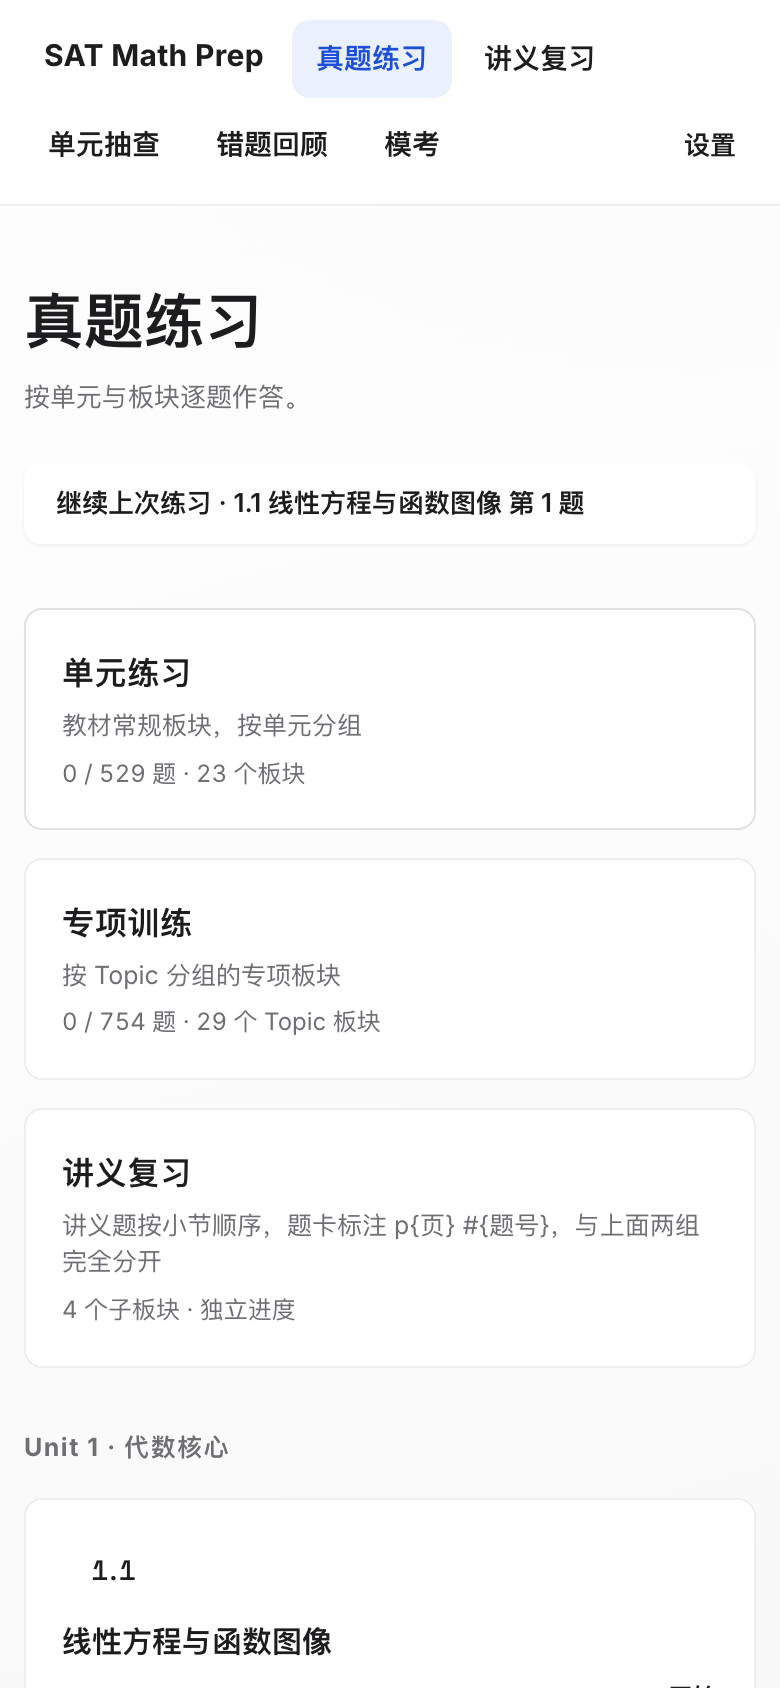 SAT Math Prep 真题练习 讲义复习
单元抽查 错题回顾 模考 设置
真题练习
按单元与板块逐题作答。
继续上次练习 · 1.1 线性方程与函数图像 第 1 题
单元练习
教材常规板块，按单元分组
0 / 529 题 · 23 个板块
专项训练
按 Topic 分组的专项板块
0 / 754 题 · 29 个 Topic 板块
讲义复习
讲义题按小节顺序，题卡标注 p{页} #{题号}，与上面两组
完全分开
4 个子板块 · 独立进度
Unit 1 · 代数核心
1.1
线性方程与函数图像